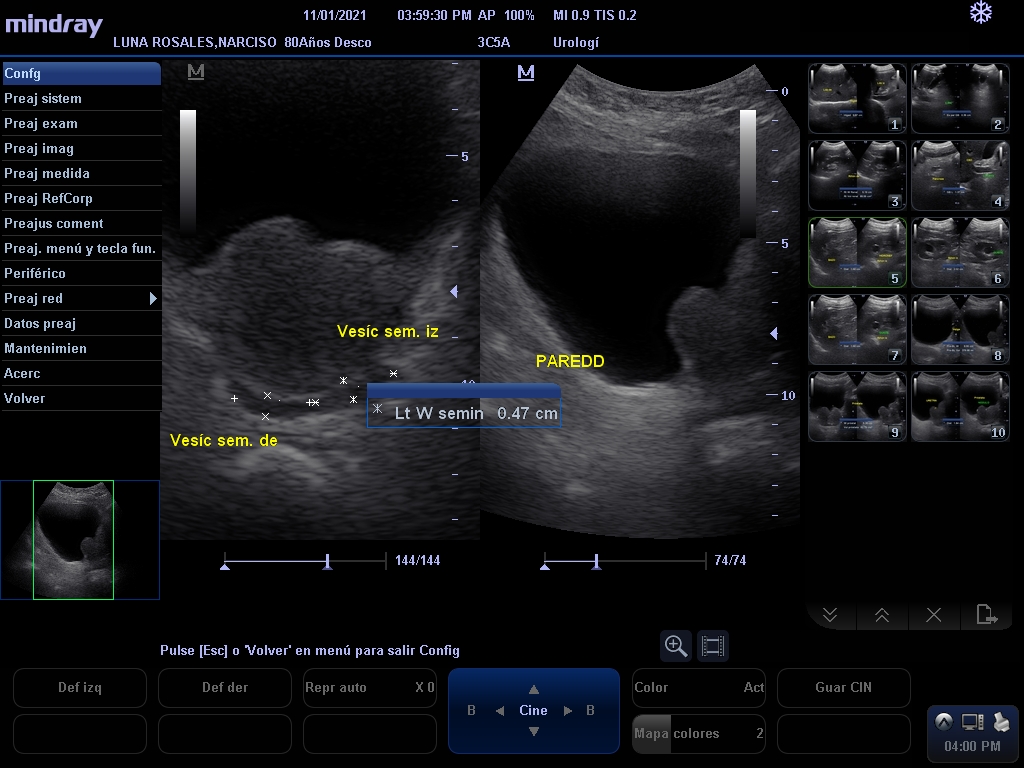 mindray
11/01/2021 03:59:30 PM AP 100% MI 0.9 TIS 0.2
LUNA ROSALES,NARCISO 80Años Desco 3C5A Urologí
Confg
Preaj sistem
Preaj exam
Preaj imag
Preaj medida
Preaj RefCorp
Preajus coment
Preaj. menú y tecla fun.
Periférico
Preaj red
Datos preaj
Mantenimien
Acerc
Volver
M
5
10
Vesíc sem. iz
Vesíc sem. de
Lt W semin 0.47 cm
M
0
5
10
PAREDD
1
2
3
4
5
6
7
8
9
10
144/144
74/74
Pulse [Esc] o 'Volver' en menú para salir Config
Def izq
Def der
Repr auto X 0
B Cine B
Color Act
Mapa colores 2
Guar CIN
04:00 PM